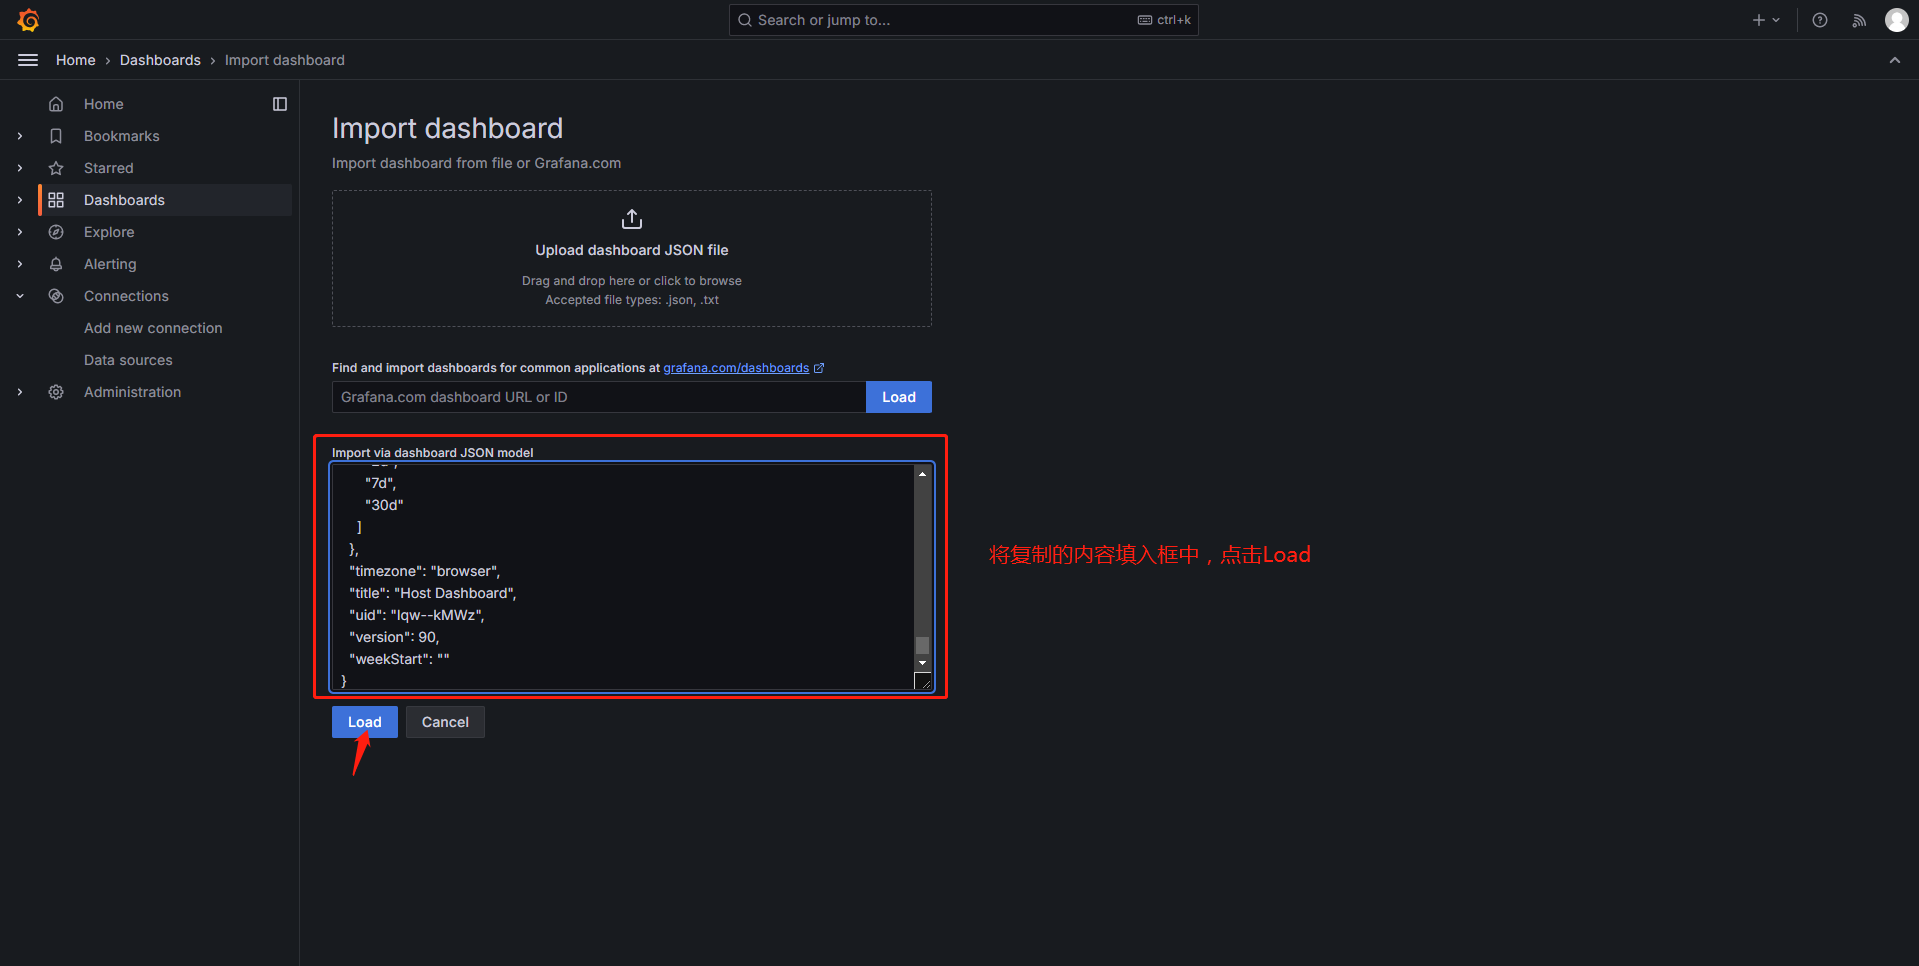 Search or jump to...
ctrl+k
Home › Dashboards › Import dashboard
Home
Bookmarks
Starred
Dashboards
Explore
Alerting
Connections
Add new connection
Data sources
Administration
Import dashboard
Import dashboard from file or Grafana.com
Upload dashboard JSON file
Drag and drop here or click to browse
Accepted file types: .json, .txt
Find and import dashboards for common applications at grafana.com/dashboards
Grafana.com dashboard URL or ID
Load
Import via dashboard JSON model
"7d",
"30d"
]
},
"timezone": "browser",
"title": "Host Dashboard",
"uid": "lqw--kMWz",
"version": 90,
"weekStart": ""
}
Load
Cancel
将复制的内容填入框中，点击Load